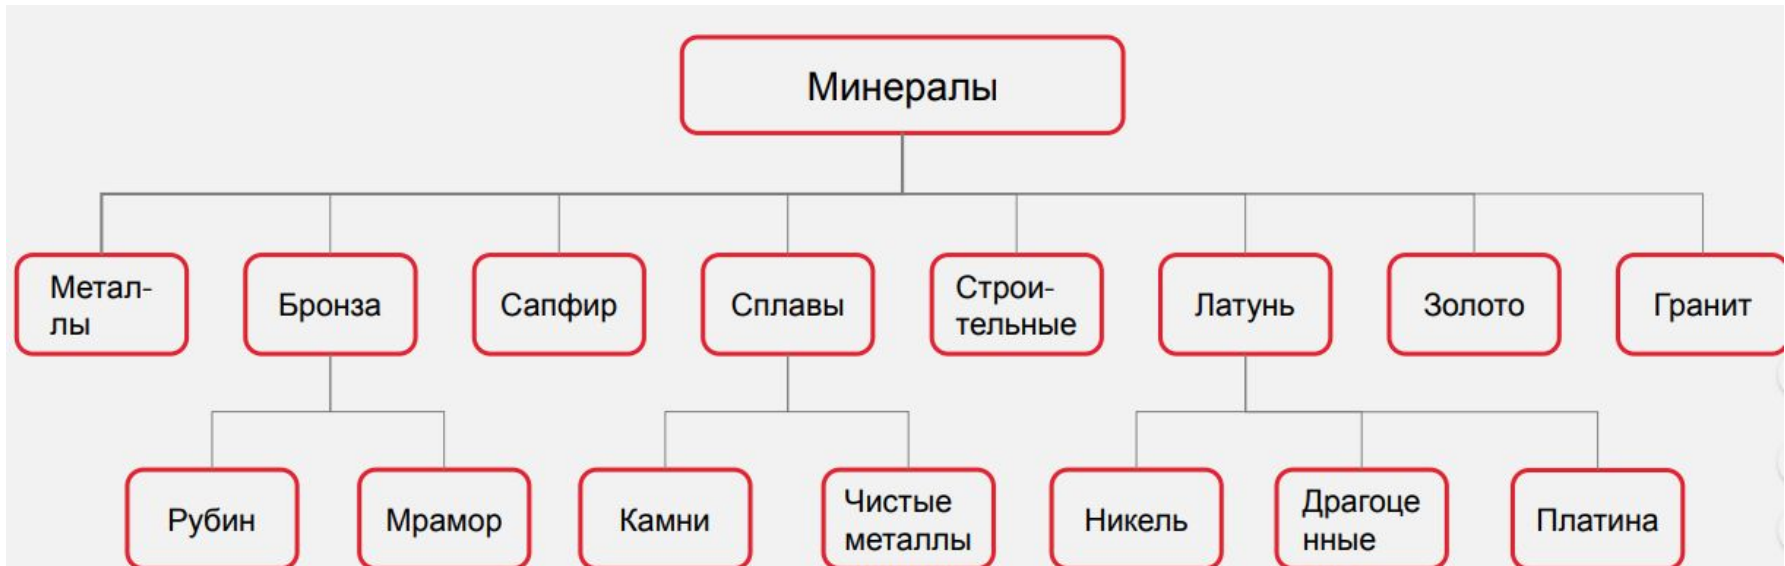 Минералы
Метал-
лы
Бронза
Сапфир
Сплавы
Строи-
тельные
Латунь
Золото
Гранит
Рубин
Мрамор
Камни
Чистые
металлы
Никель
Драгоце
нные
Платина